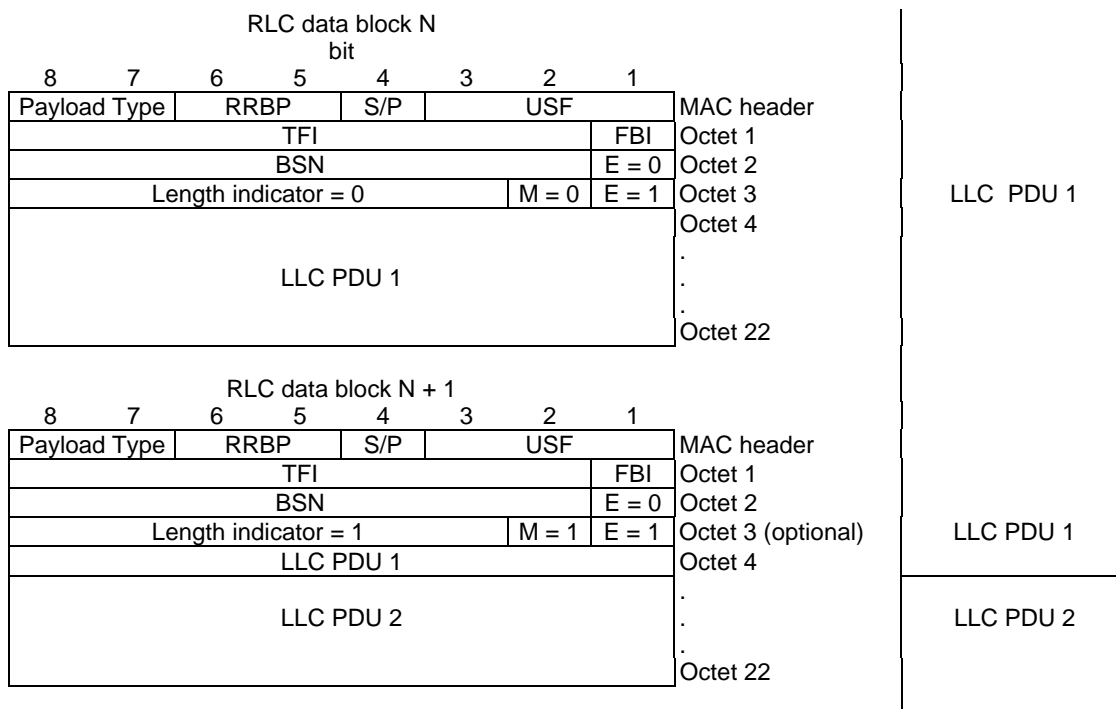 RLC data block N
bit
8 7 6 5 4 3 2 1
Payload Type RRBP S/P USF MAC header
TFI FBI Octet 1
BSN E = 0 Octet 2
Length indicator = 0 M = 0 E = 1 Octet 3 LLC PDU 1
Octet 4
.
LLC PDU 1 .
.
Octet 22
RLC data block N + 1
8 7 6 5 4 3 2 1
Payload Type RRBP S/P USF MAC header
TFI FBI Octet 1
BSN E = 0 Octet 2
Length indicator = 1 M = 1 E = 1 Octet 3 (optional) LLC PDU 1
LLC PDU 1 Octet 4
.
LLC PDU 2 . LLC PDU 2
.
Octet 22